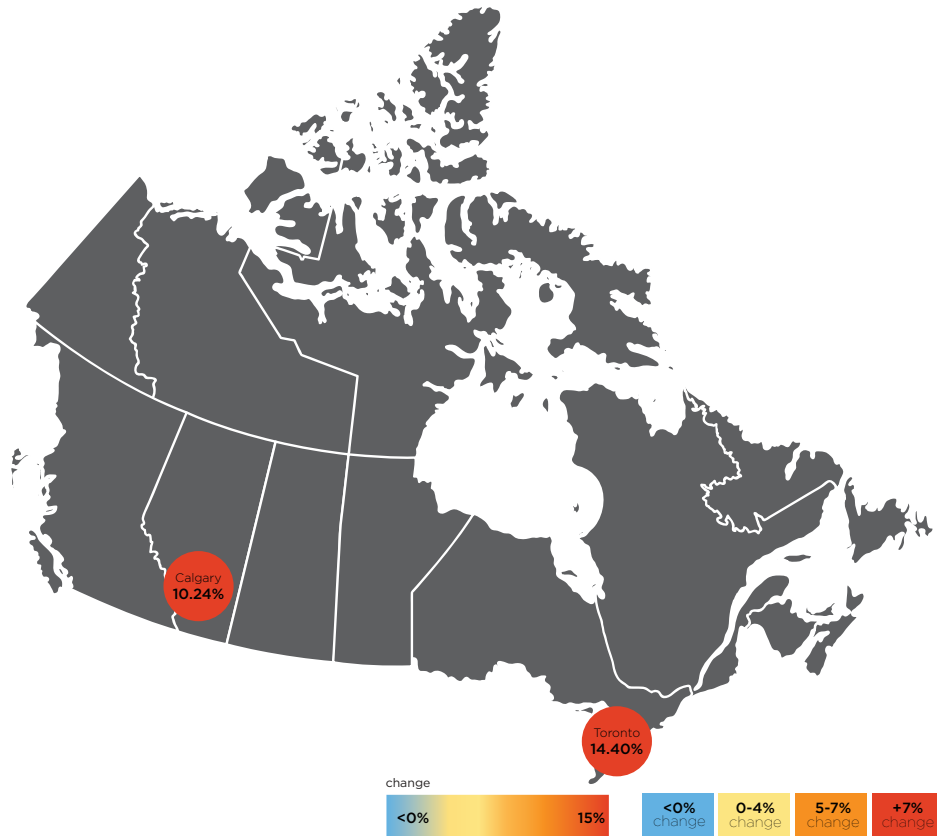 Calgary
10.24%
Toronto
14.40%
change
<0% 15%
<0%
change
0-4%
change
5-7%
change
+7%
change